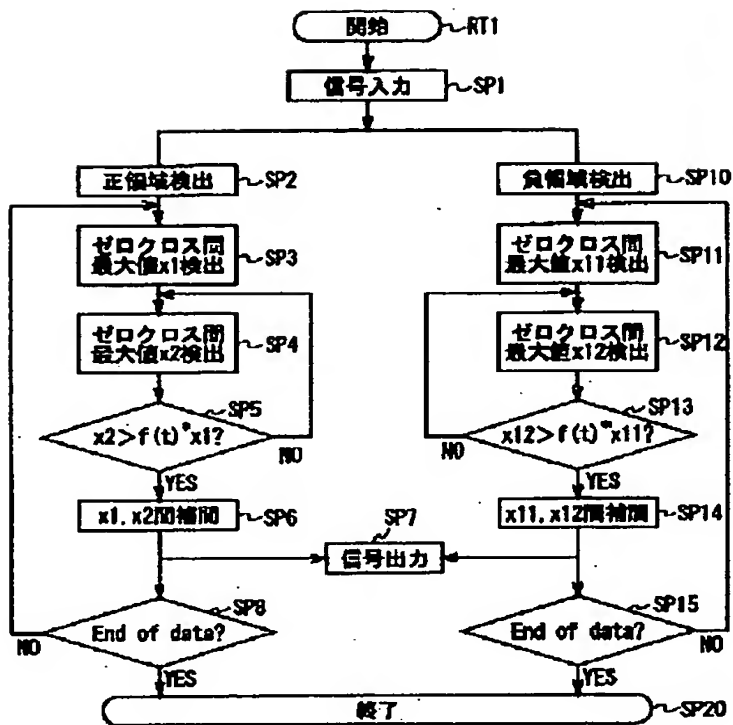 開始 RT1
信号入力 SP1
正領域検出 SP2
負領域検出 SP10
ゼロクロス間
最大値x1検出 SP3
ゼロクロス間
最大値x11検出 SP11
ゼロクロス間
最大値x2検出 SP4
ゼロクロス間
最大値x12検出 SP12
SP5
x2>f(t)*x1?
NO
YES
SP13
x12>f(t)*x11?
NO
YES
x1,x2間補間 SP6
x11,x12間補間 SP14
SP7
信号出力
SP8
End of data?
NO
YES
SP15
End of data?
NO
YES
終了 SP20